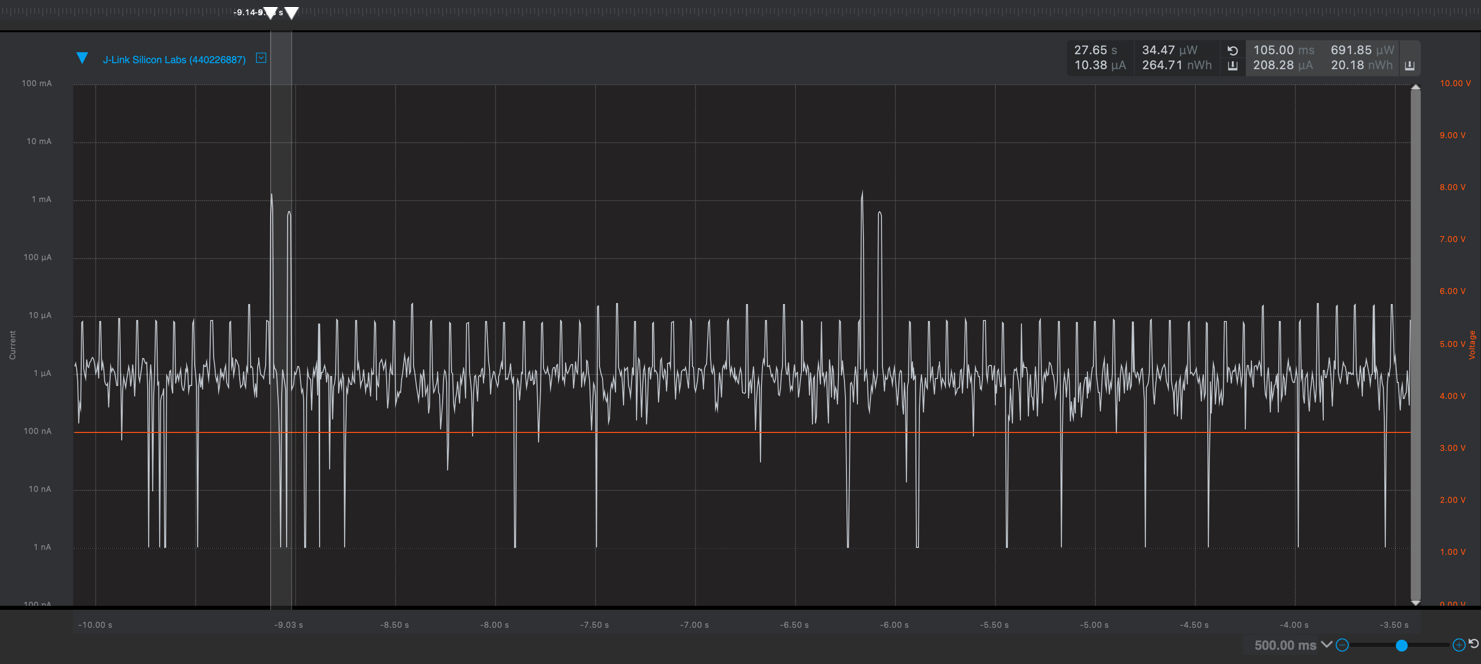 -9.14 s
J-Link Silicon Labs (440226887)
27.65 s 34.47 µW 105.00 ms 691.85 µW
10.38 µA 264.71 nWh 208.28 µA 20.18 nWh
100 mA 10.00 V
9.00 V
10 mA
8.00 V
1 mA
7.00 V
100 µA
6.00 V
10 µA
Current 5.00 V Voltage
1 µA
4.00 V
100 nA
3.00 V
10 nA
2.00 V
1 nA 1.00 V
100 nA 0.00 V
-10.00 s -9.03 s -8.50 s -8.00 s -7.50 s -7.00 s -6.50 s -6.00 s -5.50 s -5.00 s -4.50 s -4.00 s -3.50 s
500.00 ms